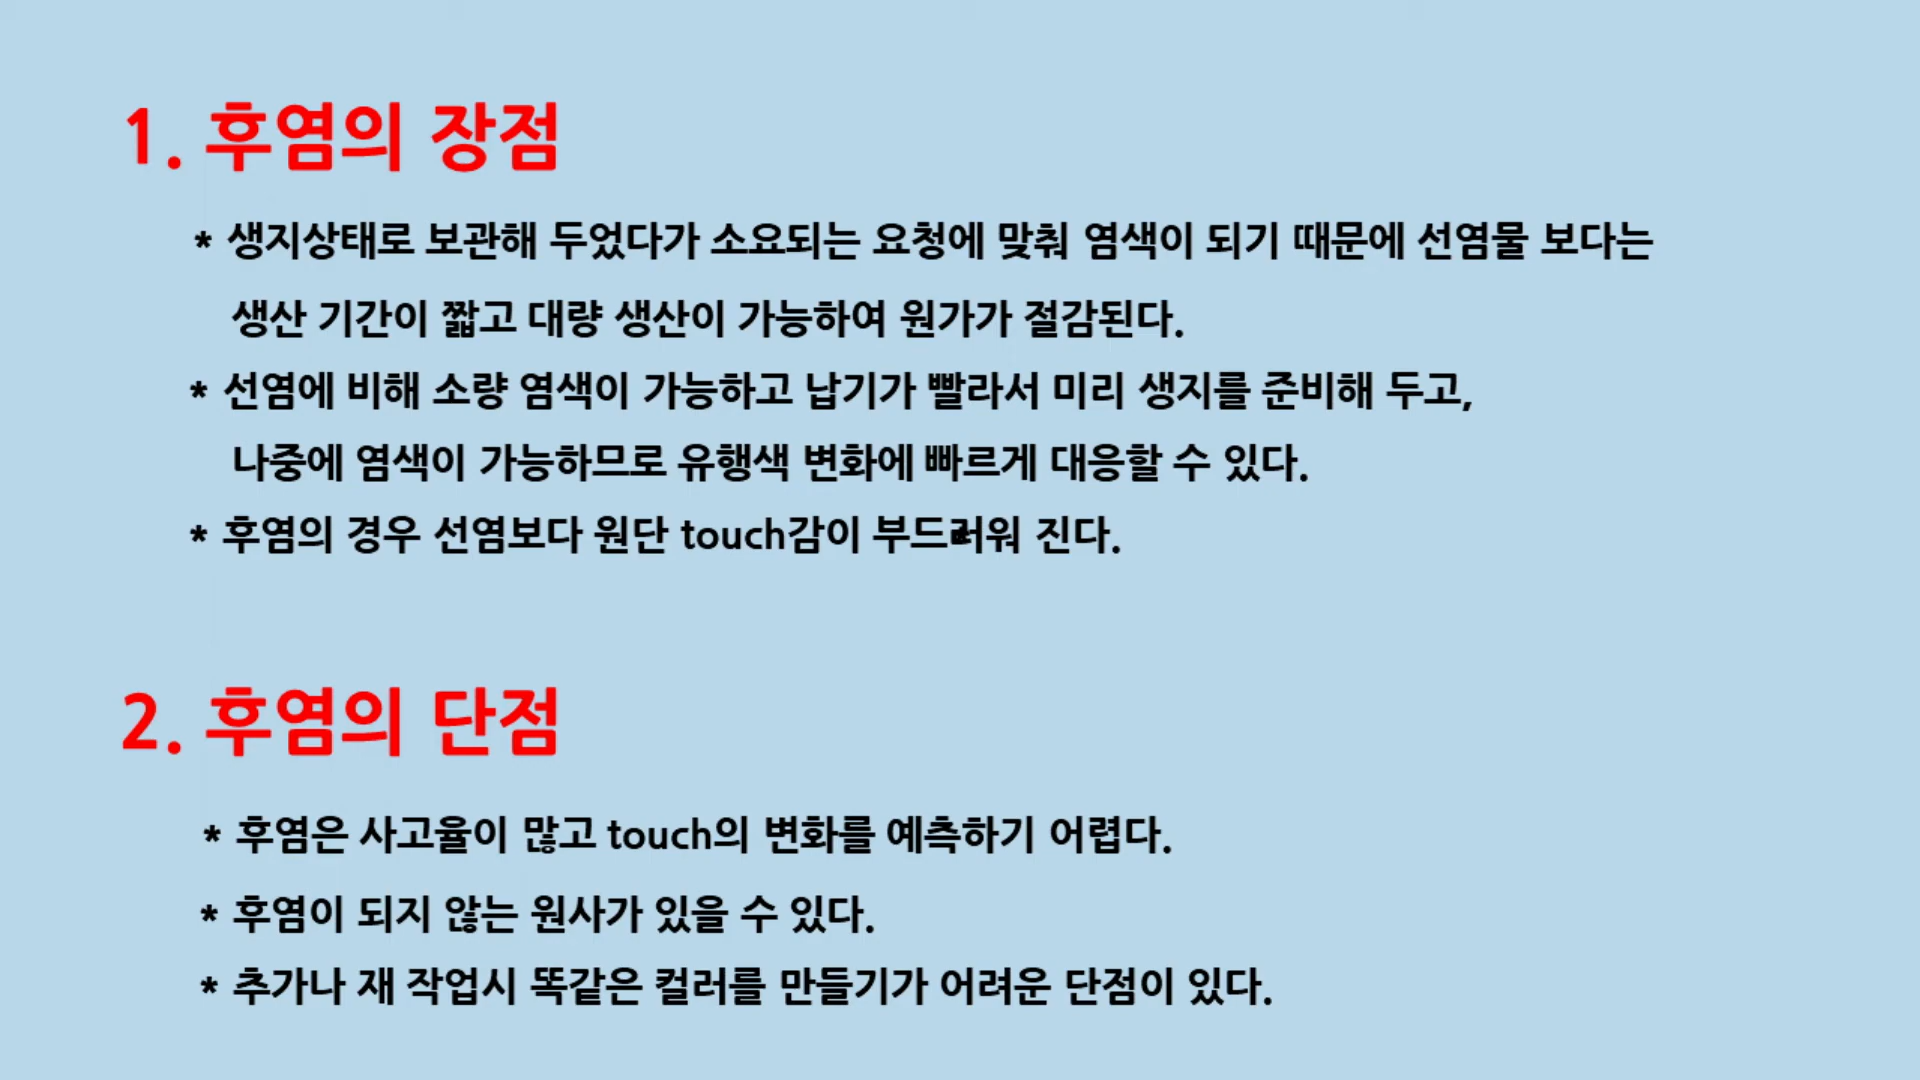 1. 후염의 장점
* 생지상태로 보관해 두었다가 소요되는 요청에 맞춰 염색이 되기 때문에 선염물 보다는
생산 기간이 짧고 대량 생산이 가능하여 원가가 절감된다.
* 선염에 비해 소량 염색이 가능하고 납기가 빨라서 미리 생지를 준비해 두고,
나중에 염색이 가능하므로 유행색 변화에 빠르게 대응할 수 있다.
* 후염의 경우 선염보다 원단 touch감이 부드러워 진다.
2. 후염의 단점
* 후염은 사고율이 많고 touch의 변화를 예측하기 어렵다.
* 후염이 되지 않는 원사가 있을 수 있다.
* 추가나 재 작업시 똑같은 컬러를 만들기가 어려운 단점이 있다.